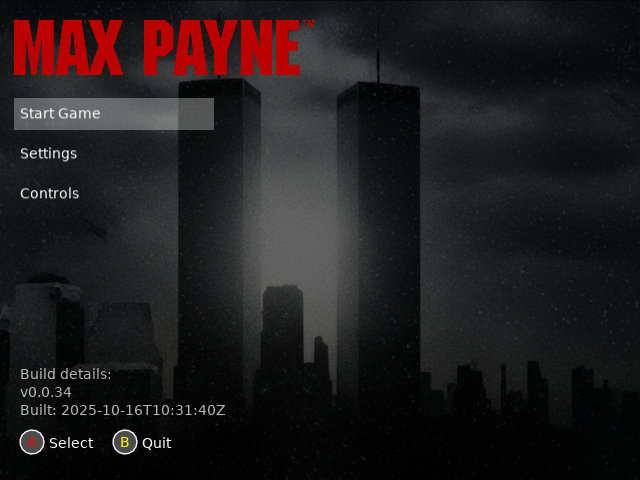 MAX PAYNE™
Start Game
Settings
Controls
Build details:
v0.0.34
Built: 2025-10-16T10:31:40Z
A Select B Quit